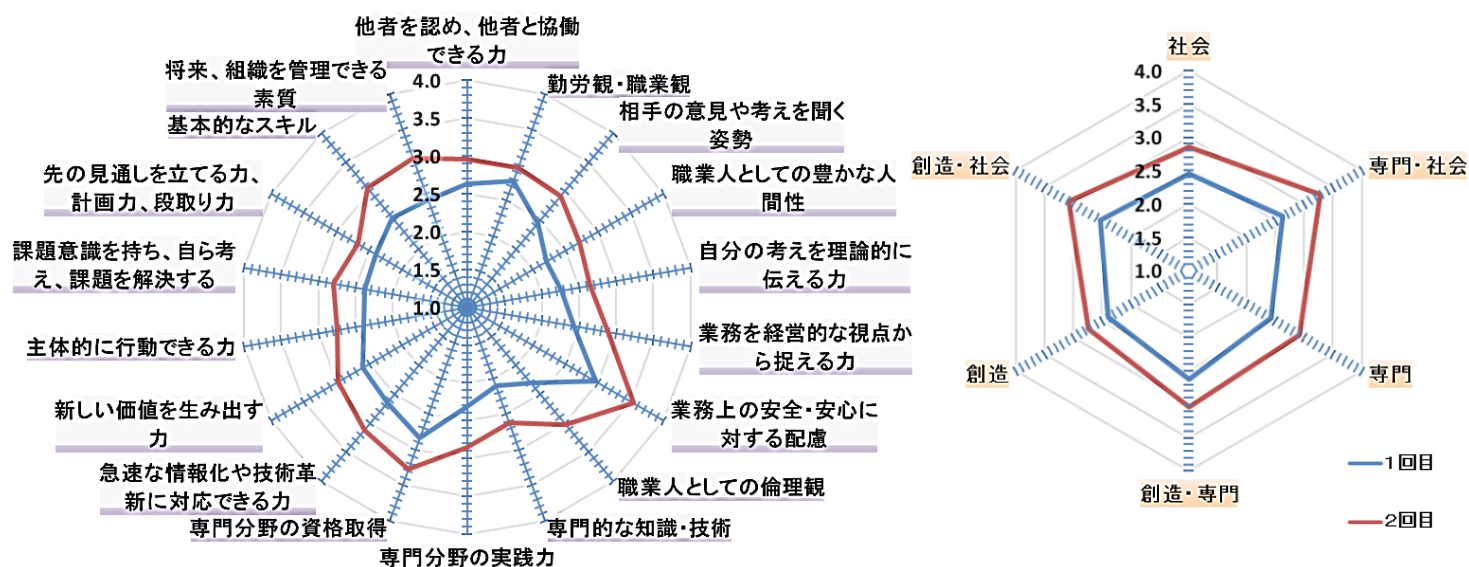 他者を認め、他者と協働
できる力
勤労観・職業観
相手の意見や考えを聞く
姿勢
職業人としての豊かな人
間性
自分の考えを理論的に
伝える力
業務を経営的な視点か
ら捉える力
業務上の安全・安心に
対する配慮
職業人としての倫理観
専門的な知識・技術
専門分野の実践力
専門分野の資格取得
急速な情報化や技術革
新に対応できる力
新しい価値を生み出す
力
主体的に行動できる力
課題意識を持ち、自ら考
え、課題を解決する
先の見通しを立てる力、
計画力、段取り力
基本的なスキル
将来、組織を管理できる
素質
4.0
3.5
3.0
2.5
2.0
1.5
1.0
社会
専門・社会
専門
創造・専門
創造
創造・社会
4.0
3.5
3.0
2.5
2.0
1.5
1.0
1回目
2回目